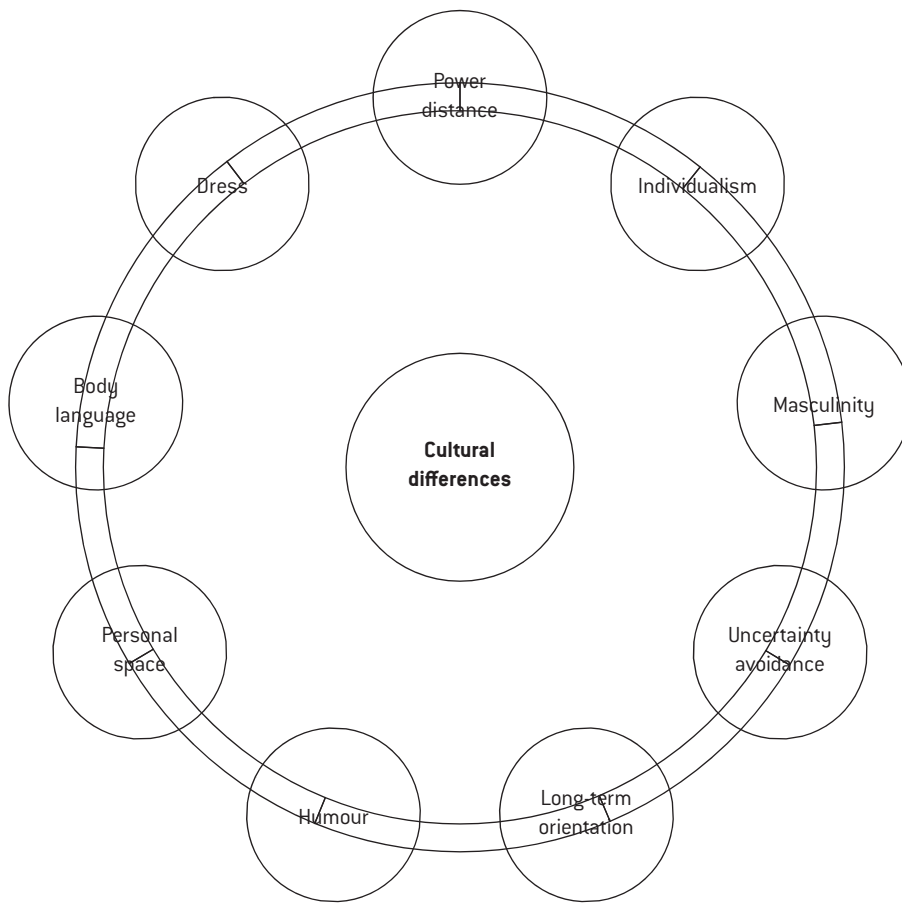 Power
distance
Individualism
Masculinity
Uncertainty
avoidance
Long-term
orientation
Humour
Personal
space
Body
language
Dress
Cultural
differences